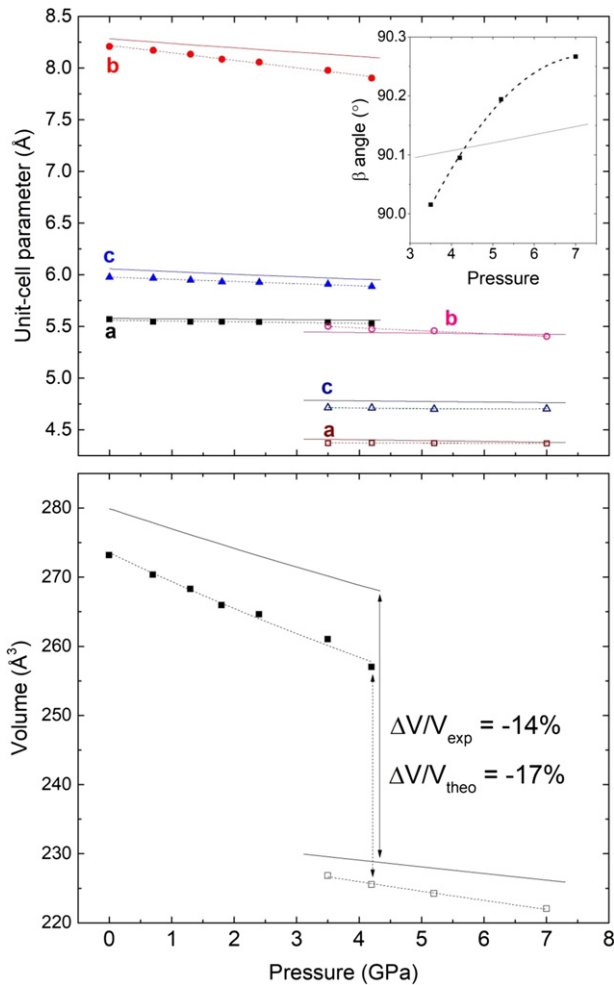 8.5
8.0
7.5
7.0
6.5
6.0
5.5
5.0
4.5
Unit-cell parameter (Å)
b
c
a
b
c
a
90.3
90.2
90.1
90.0
β angle (°)
3 4 5 6 7
Pressure
280
270
260
250
240
230
220
Volume (Å³)
ΔV/V_exp = -14%
ΔV/V_theo = -17%
0 1 2 3 4 5 6 7 8
Pressure (GPa)